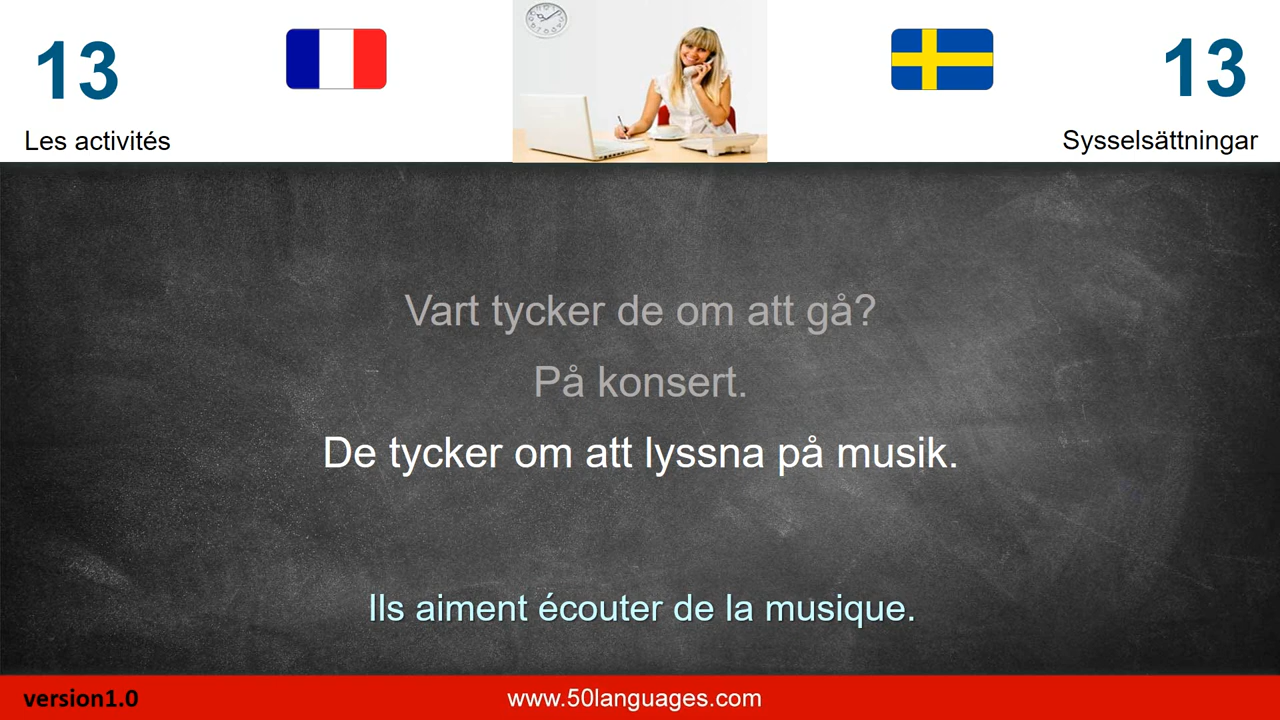 13
13
Les activités
Sysselsättningar
Vart tycker de om att gå?
På konsert.
De tycker om att lyssna på musik.
Ils aiment écouter de la musique.
version1.0
www.50languages.com